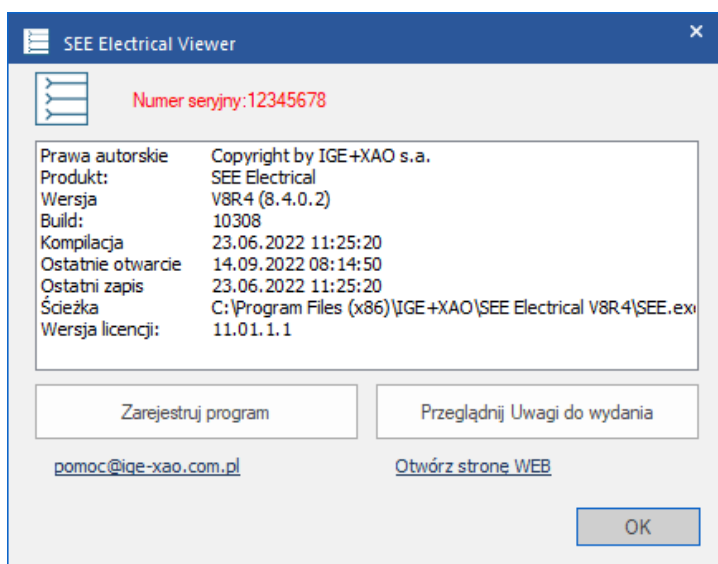 SEE Electrical Viewer
Numer seryjny:12345678
Prawa autorskie Copyright by IGE+XAO s.a.
Produkt: SEE Electrical
Wersja V8R4 (8.4.0.2)
Build: 10308
Kompilacja 23.06.2022 11:25:20
Ostatnie otwarcie 14.09.2022 08:14:50
Ostatni zapis 23.06.2022 11:25:20
Ścieżka C:\Program Files (x86)\IGE+XAO\SEE Electrical V8R4\SEE.exe
Wersja licencji: 11.01.1.1
Zarejestruj program Przeglądnij Uwagi do wydania
pomoc@ige-xao.com.pl Otwórz stronę WEB
OK